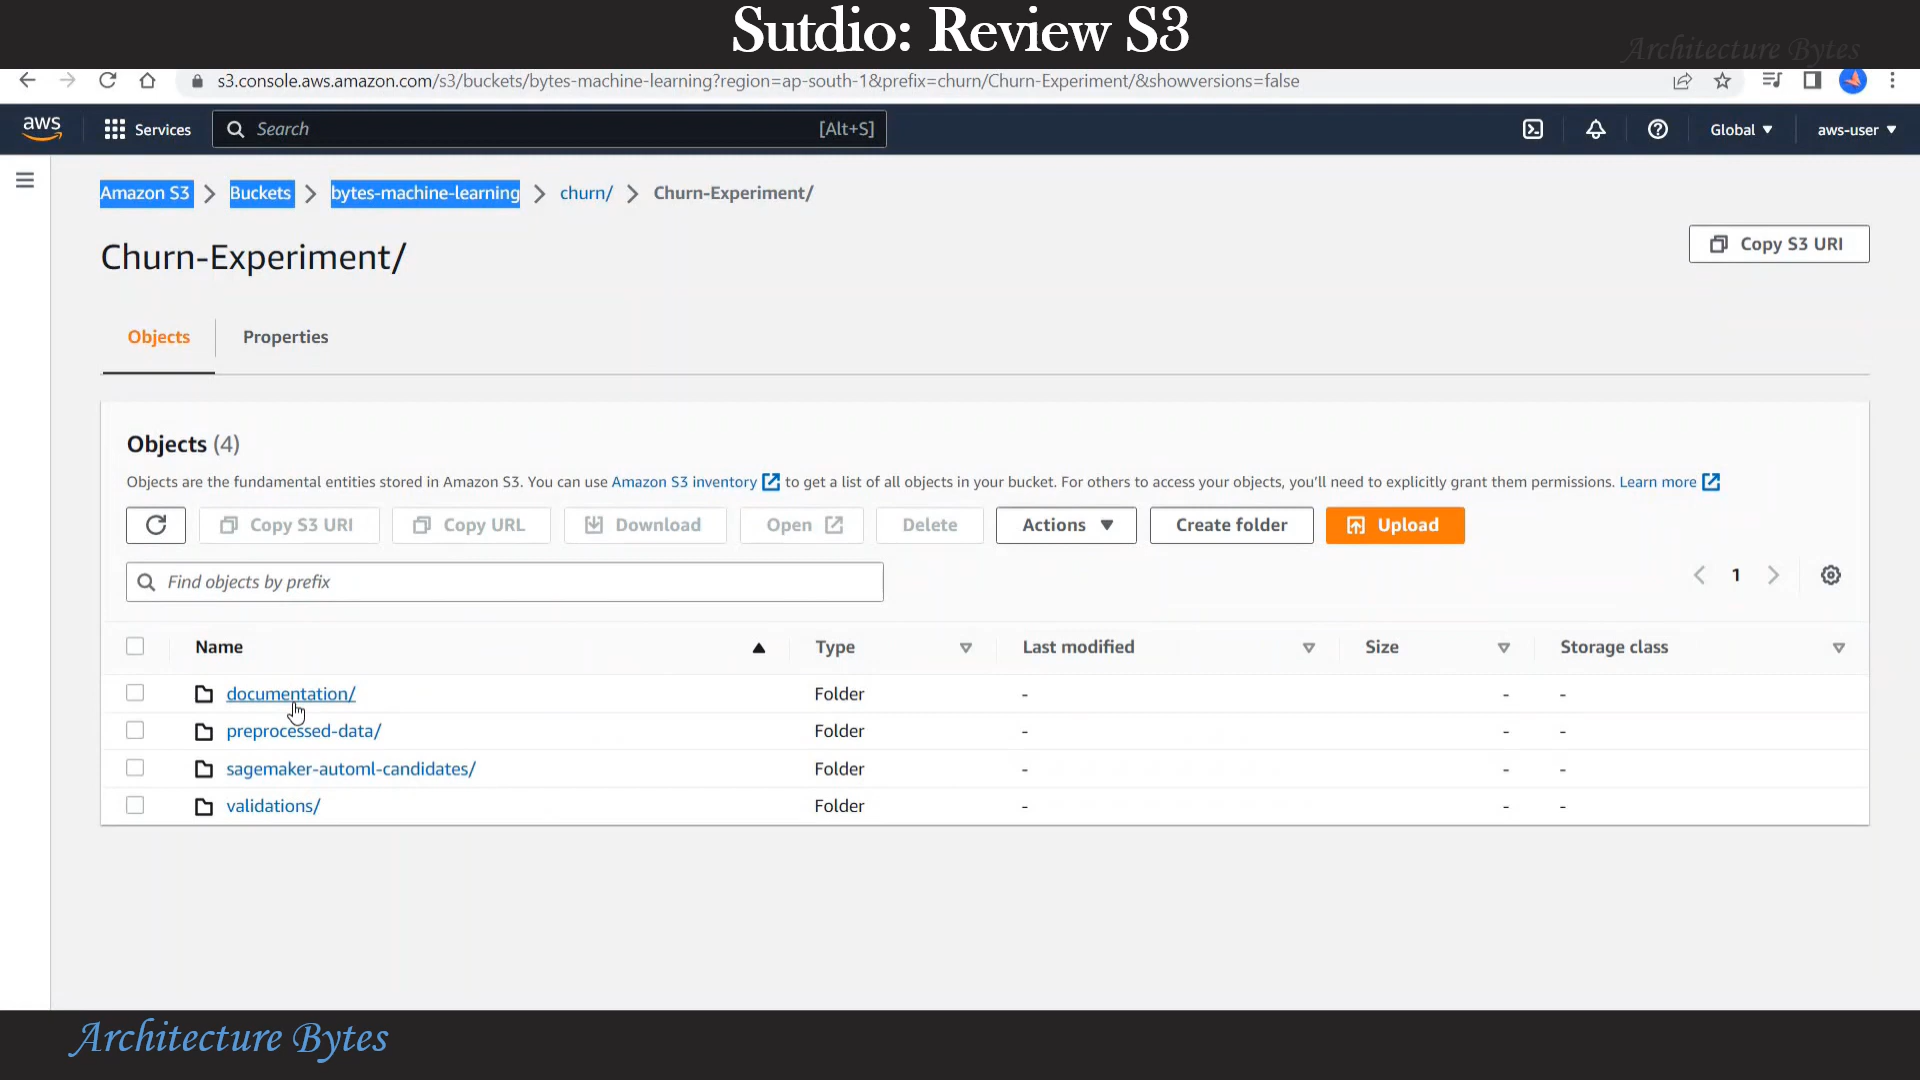 Sutdio: Review S3
Architecture Bytes
s3.console.aws.amazon.com/s3/buckets/bytes-machine-learning?region=ap-south-1&prefix=churn/Churn-Experiment/&showversions=false
aws Services Search [Alt+S] Global aws-user
Amazon S3 Buckets bytes-machine-learning churn/ Churn-Experiment/
Churn-Experiment/
Copy S3 URI
Objects Properties
Objects (4)
Objects are the fundamental entities stored in Amazon S3. You can use Amazon S3 inventory to get a list of all objects in your bucket. For others to access your objects, you'll need to explicitly grant them permissions. Learn more
Copy S3 URI Copy URL Download Open Delete Actions Create folder Upload
Find objects by prefix 1
Name Type Last modified Size Storage class
documentation/ Folder - - -
preprocessed-data/ Folder - - -
sagemaker-automl-candidates/ Folder - - -
validations/ Folder - - -
Architecture Bytes